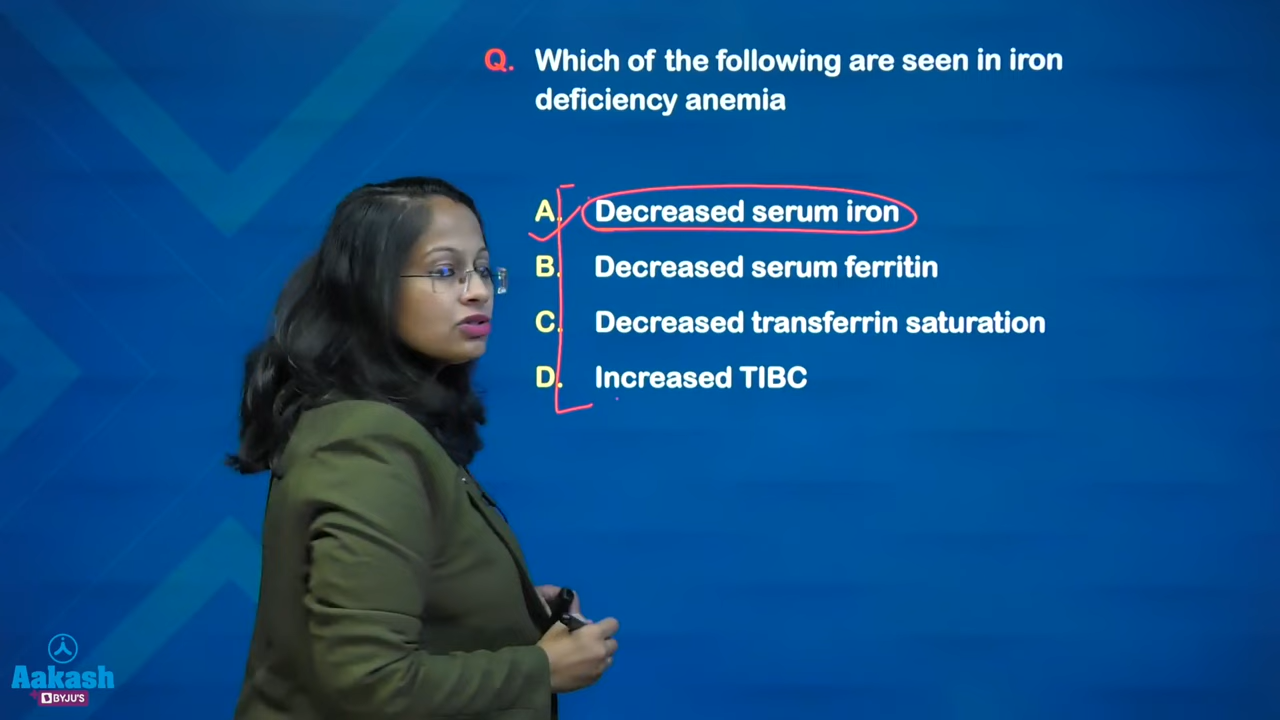 Q. Which of the following are seen in iron
deficiency anemia
A. Decreased serum iron
B. Decreased serum ferritin
C. Decreased transferrin saturation
D. Increased TIBC
Aakash
BYJU'S